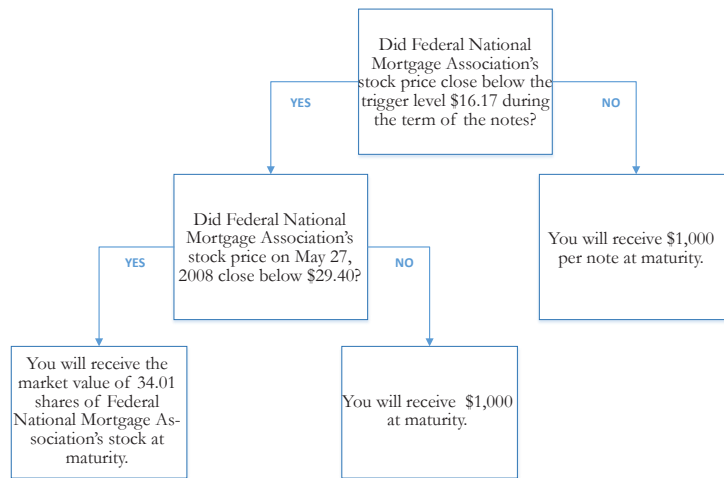 Did Federal National
Mortgage Association's
stock price close below the
trigger level $16.17 during
the term of the notes?
YES
NO
Did Federal National
Mortgage Association's
stock price on May 27,
2008 close below $29.40?
You will receive $1,000
per note at maturity.
YES
NO
You will receive the
market value of 34.01
shares of Federal
National Mortgage As-
sociation's stock at
maturity.
You will receive $1,000
at maturity.